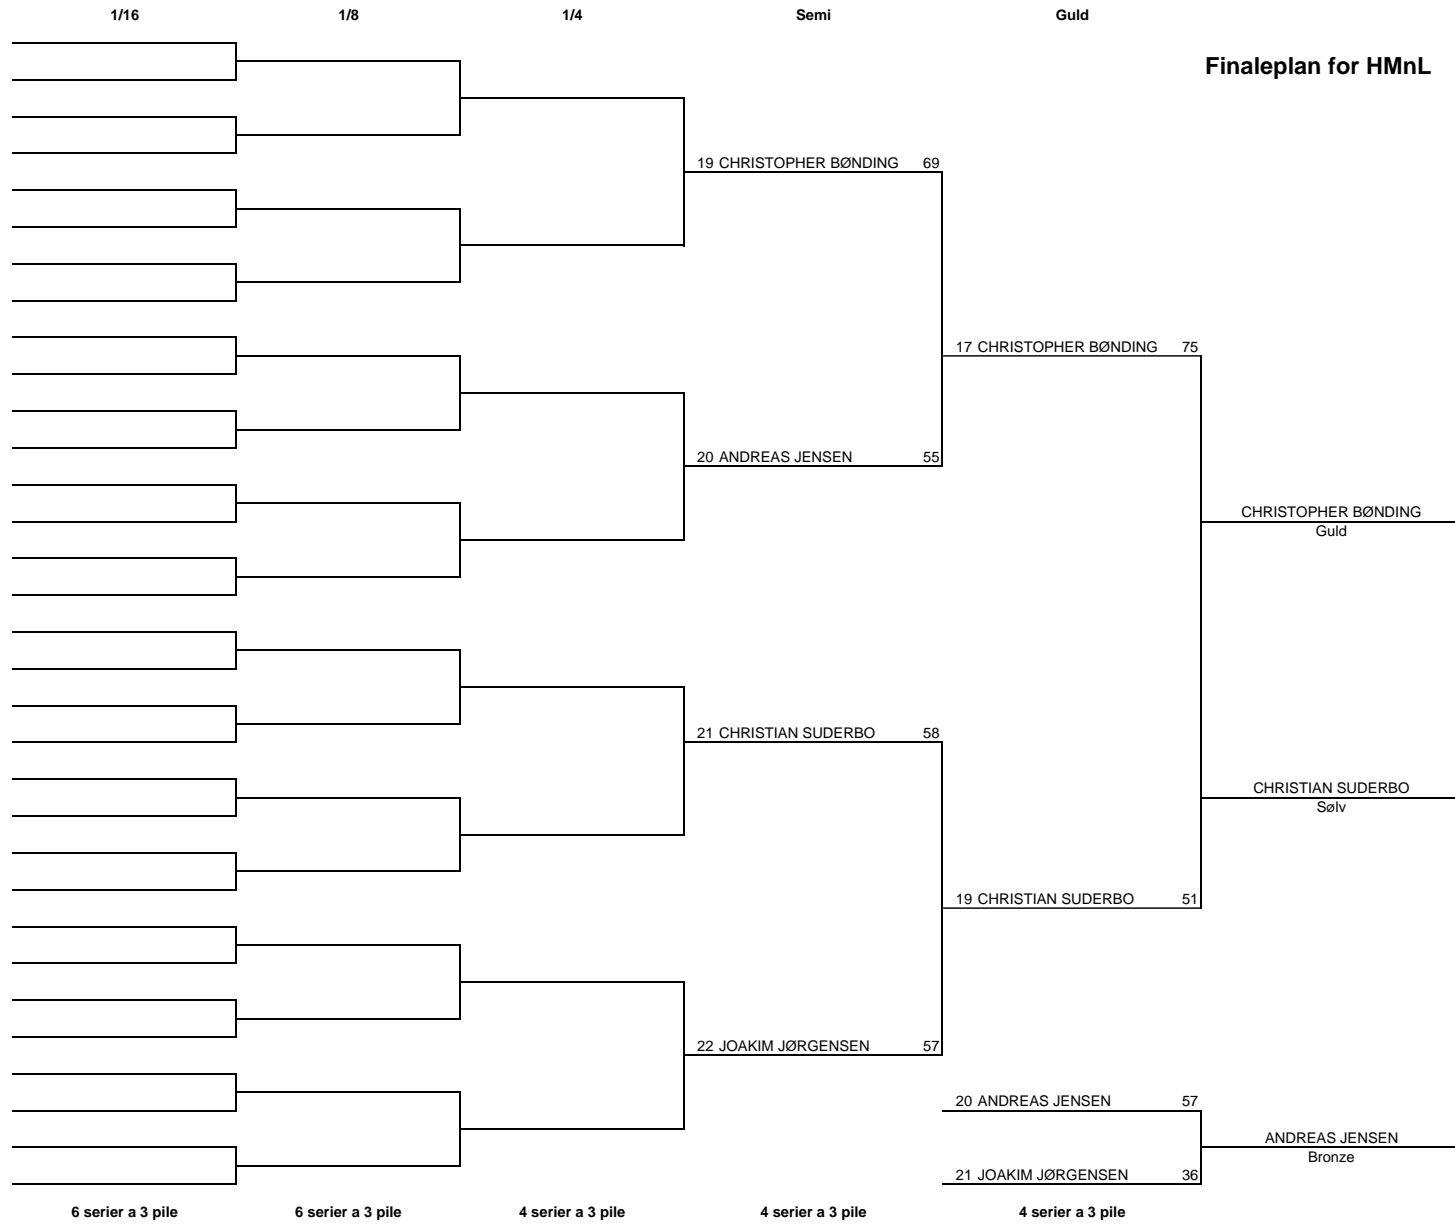 1/16 1/8 1/4 Semi Guld
Finaleplan for HMnL
19 CHRISTOPHER BØNDING 69
17 CHRISTOPHER BØNDING 75
20 ANDREAS JENSEN 55
CHRISTOPHER BØNDING
Guld
21 CHRISTIAN SUDERBO 58
CHRISTIAN SUDERBO
Sølv
19 CHRISTIAN SUDERBO 51
22 JOAKIM JØRGENSEN 57
20 ANDREAS JENSEN 57
ANDREAS JENSEN
Bronze
21 JOAKIM JØRGENSEN 36
6 serier a 3 pile 6 serier a 3 pile 4 serier a 3 pile 4 serier a 3 pile 4 serier a 3 pile